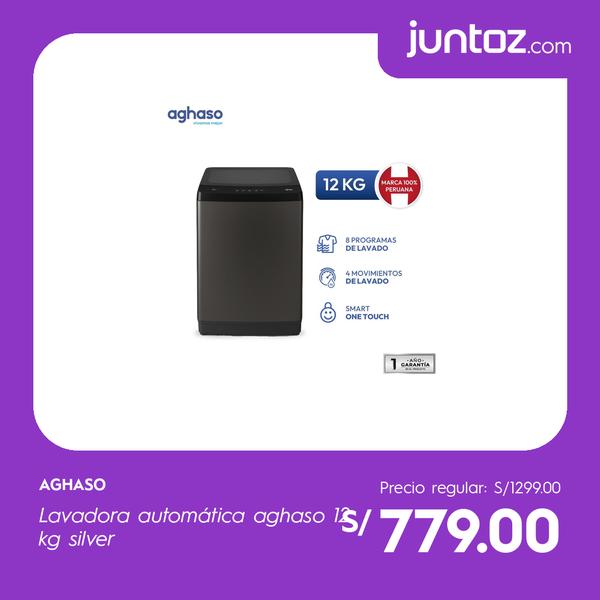 juntoz.com
aghaso
12 KG
MARCA 100%
PERUANA
8 PROGRAMAS
DE LAVADO
4 MOVIMIENTOS
DE LAVADO
SMART
ONE TOUCH
1 -AÑO-
GARANTÍA
AGHASO
Precio regular: S/1299.00
Lavadora automática aghaso 12
kg silver
S/ 779.00